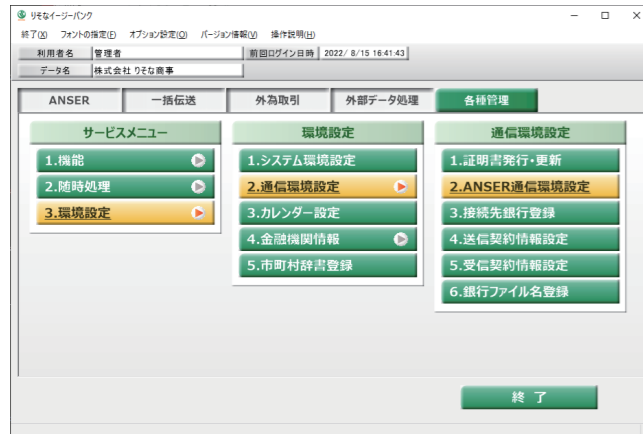 りそなイージーバンク
終了(X) フォントの指定(F) オプション設定(O) バージョン情報(V) 操作説明(H)
利用者名 管理者 前回ログイン日時 2022/ 8/15 16:41:43
データ名 株式会社 りそな商事
ANSER 一括伝送 外為取引 外部データ処理 各種管理
サービスメニュー
1.機能
2.随時処理
3.環境設定
環境設定
1.システム環境設定
2.通信環境設定
3.カレンダー設定
4.金融機関情報
5.市町村辞書登録
通信環境設定
1.証明書発行・更新
2.ANSER通信環境設定
3.接続先銀行登録
4.送信契約情報設定
5.受信契約情報設定
6.銀行ファイル名登録
終 了